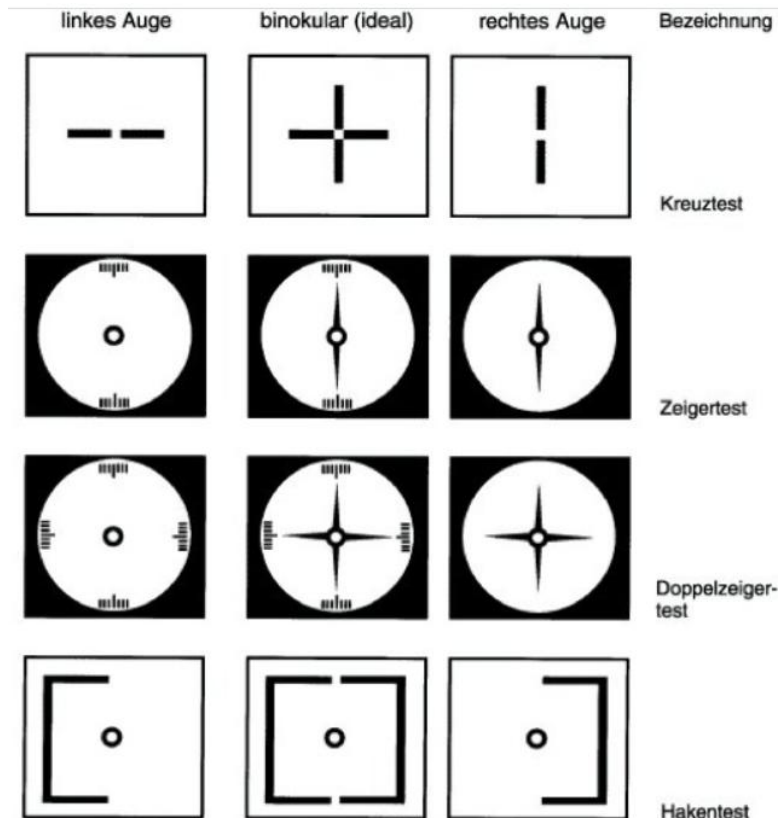 linkes Auge binokular (ideal) rechtes Auge Bezeichnung
Kreuztest
Zeigertest
Doppelzeiger-
test
Hakentest